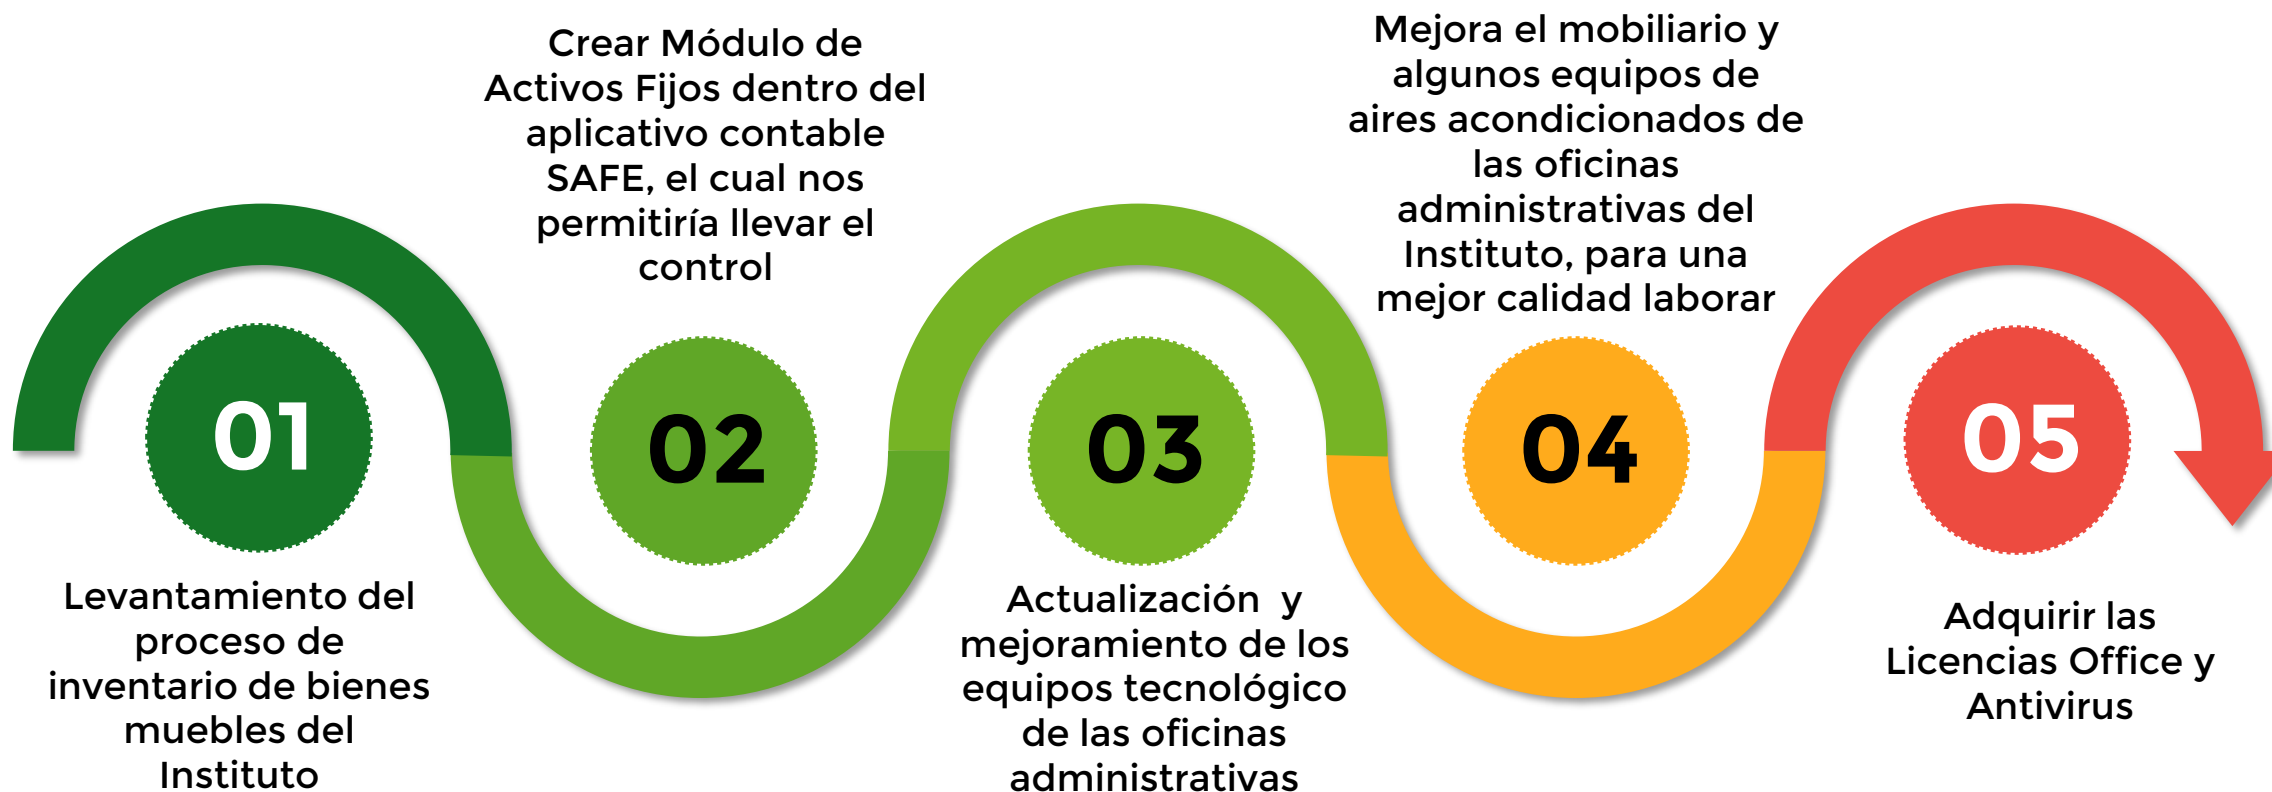 01
Levantamiento del
proceso de
inventario de bienes
muebles del
Instituto
Crear Módulo de
Activos Fijos dentro del
aplicativo contable
SAFE, el cual nos
permitiría llevar el
control
02
03
Actualización  y
mejoramiento de los
equipos tecnológico
de las oficinas
administrativas
Mejora el mobiliario y
algunos equipos de
aires acondicionados de
las oficinas
administrativas del
Instituto, para una
mejor calidad laborar
04
05
Adquirir las
Licencias Office y
Antivirus